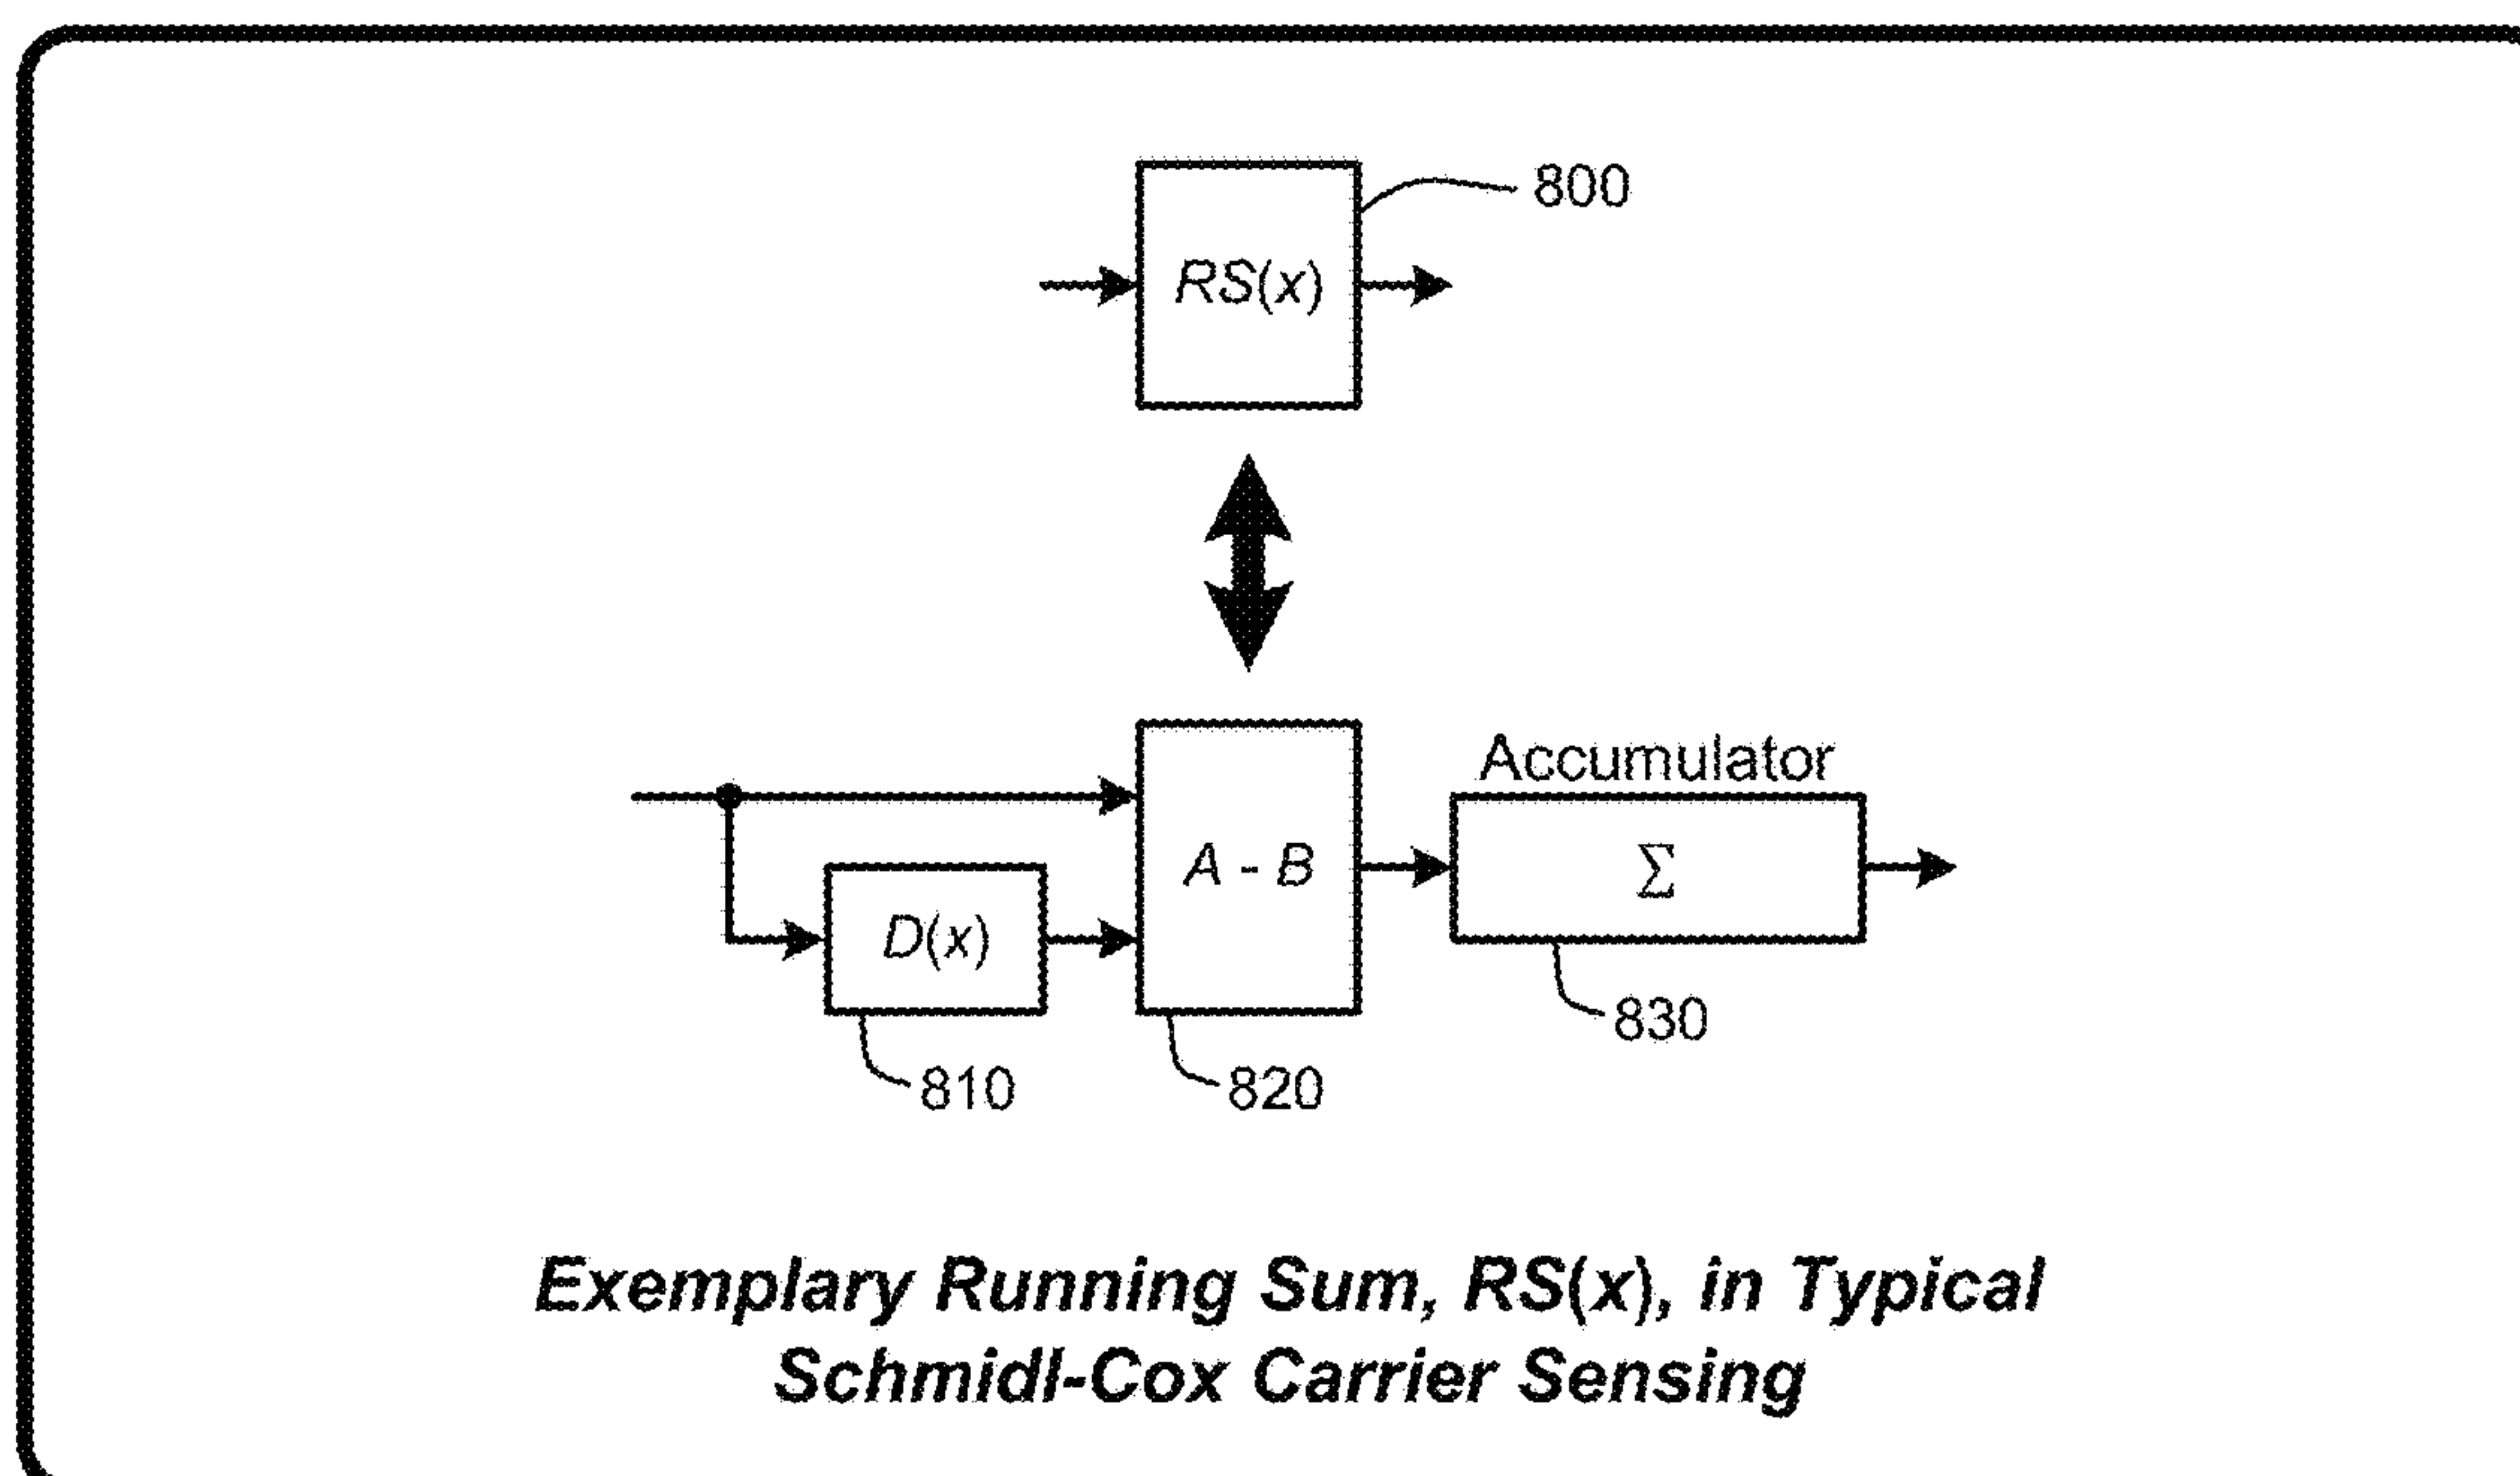 800
RS(x)
Accumulator
A - B
Σ
D(x)
830
810
820
Exemplary Running Sum, RS(x), in Typical
Schmidl-Cox Carrier Sensing